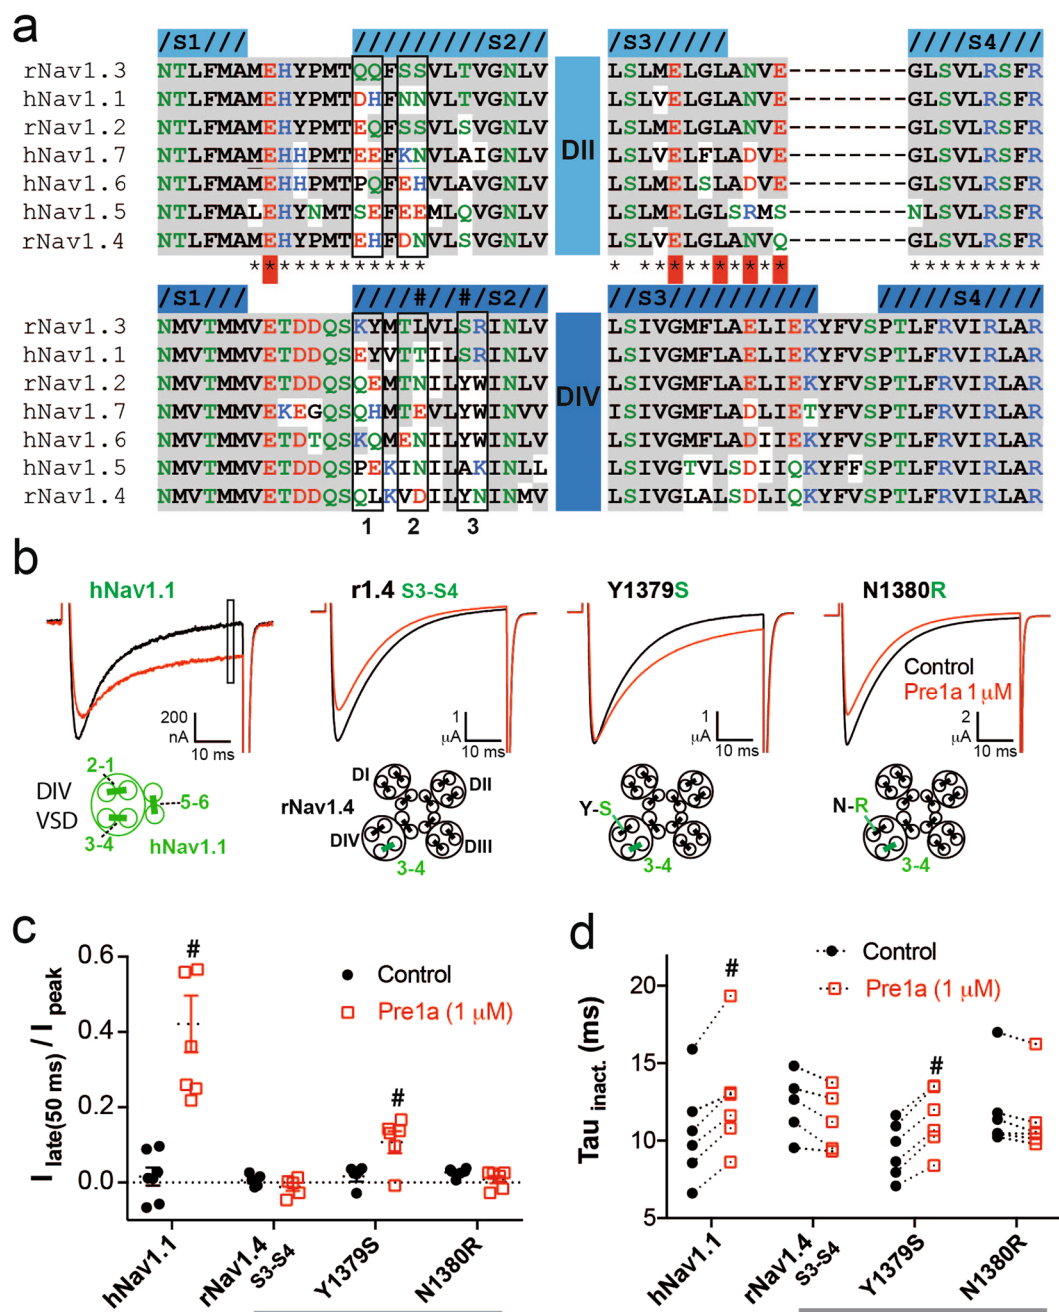 a
/S1/// ////////S2// /S3///// ////S4//
rNav1.3 NTLFMAMEHYPMTQQFSSVLTVGNLV LSLMELGLANVE--------GLSVLRSFR
hNav1.1 NTLFMAMEHYPMTDHFNNVLTVGNLV LSLVELGLANVE--------GLSVLRSFR
rNav1.2 NTLFMAMEHYPMTEQFSSVLSVGNLV LSLMELGLANVE--------GLSVLRSFR
hNav1.7 NTLFMAMEHHPMTEEFKNVLAIGNLV LSLVELFLADVE--------GLSVLRSFR
hNav1.6 NTLFMAMEHHPMTPQFEHVLAVGNLV LSLMELSLADVE--------GLSVLRSFR
hNav1.5 NTLFMALEHYNMTSEFEEMLQVGNLV LSLMELGLSRMS--------NLSVLRSFR
rNav1.4 NTLFMAMEHYPMTEHFDNVLSVGNLV LSLVELGLANVQ--------GLSVLRSFR
DII
************ * ********* *********
/S1/// ////#//#/S2// //S3///////// ////S4///
rNav1.3 NMVTMMVETDDQSKYMTLVLSRINLV LSIVGMFLAELIEKYFVSPTLFRVIRLAR
hNav1.1 NMVTMMVETDDQSEYVTTILSRINLV LSIVGMFLAELIEKYFVSPTLFRVIRLAR
rNav1.2 NMVTMMVETDDQSQEMTNILYWINLV LSIVGMFLAELIEKYFVSPTLFRVIRLAR
hNav1.7 NMVTMMVEKEGQSQHMTEVLYWINVV ISIVGMFLADLIETYFVSPTLFRVIRLAR
hNav1.6 NMVTMMVETDTQSKQMENILYWINLV LSIVGMFLADIIEKYFVSPTLFRVIRLAR
hNav1.5 NMVTMMVETDDQSPEKINILAKINLL LSIVGTVLSDIIQKYFFSPTLFRVIRLAR
rNav1.4 NMVTMMVETDDQSQLKVDILYNINMV LSIVGLALSDLIQKYFVSPTLFRVIRLAR
DIV
1 2 3
b
hNav1.1 r1.4 S3-S4 Y1379S N1380R
Control
Pre1a 1 μM
200 nA 10 ms
1 μA 10 ms
1 μA 10 ms
2 μA 10 ms
2-1
DIV VSD
5-6
3-4
hNav1.1
DI DII
rNav1.4
DIV DIII
3-4
Y-S
3-4
N-R
3-4
c
I late(50 ms) / I peak
0.6
0.4
0.2
0.0
Control
Pre1a (1 μM)
# #
hNav1.1 rNav1.4 S3-S4 Y1379S N1380R
d
Tau inact. (ms)
20
15
10
5
Control
Pre1a (1 μM)
# #
hNav1.1 rNav1.4 S3-S4 Y1379S N1380R